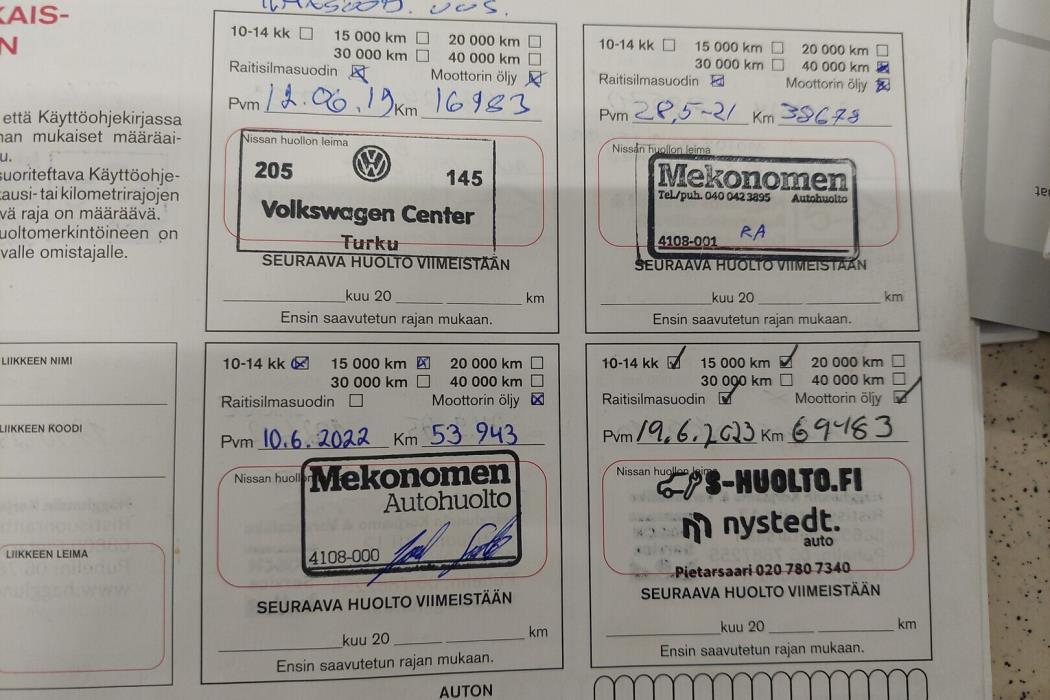 KAIS-
N
että Käyttöohjekirjassa
nan mukaiset määräai-
u.
suoriteftava Käyttöohje-
kausi- tai kilometrirajojen
vä raja on määräävä.
uoltomerkintöineen on
valle omistajalle.
LIIKKEEN NIMI
LIIKKEEN KOODI
LIIKKEEN LEIMA
10-14 kk 15 000 km 20 000 km
30 000 km 40 000 km
Raitisilmasuodin Moottorin öljy
Pvm 12.06.19 Km 16983
Nissan huollon leima
205 145
Volkswagen Center
Turku
SEURAAVA HUOLTO VIIMEISTÄÄN
kuu 20 km
Ensin saavutetun rajan mukaan.
10-14 kk 15 000 km 20 000 km
30 000 km 40 000 km
Raitisilmasuodin Moottorin öljy
Pvm 28,5-21 Km 38678
Nissan huollon leima
Mekonomen
Tel./puh. 040 042 3895 Autohuolto
RA
4108-001
SEURAAVA HUOLTO VIIMEISTÄÄN
kuu 20 km
Ensin saavutetun rajan mukaan.
10-14 kk 15 000 km 20 000 km
30 000 km 40 000 km
Raitisilmasuodin Moottorin öljy
Pvm 10.6.2022 Km 53 943
Nissan huollon
Mekonomen
Autohuolto
4108-000
SEURAAVA HUOLTO VIIMEISTÄÄN
kuu 20 km
Ensin saavutetun rajan mukaan.
10-14 kk 15 000 km 20 000 km
30 000 km 40 000 km
Raitisilmasuodin Moottorin öljy
Pvm 19.6.2023 Km 69483
Nissan huollon leima
S-HUOLTO.FI
nystedt.
auto
Pietarsaari 020 780 7340
SEURAAVA HUOLTO VIIMEISTÄÄN
kuu 20 km
Ensin saavutetun rajan mukaan.
AUTON